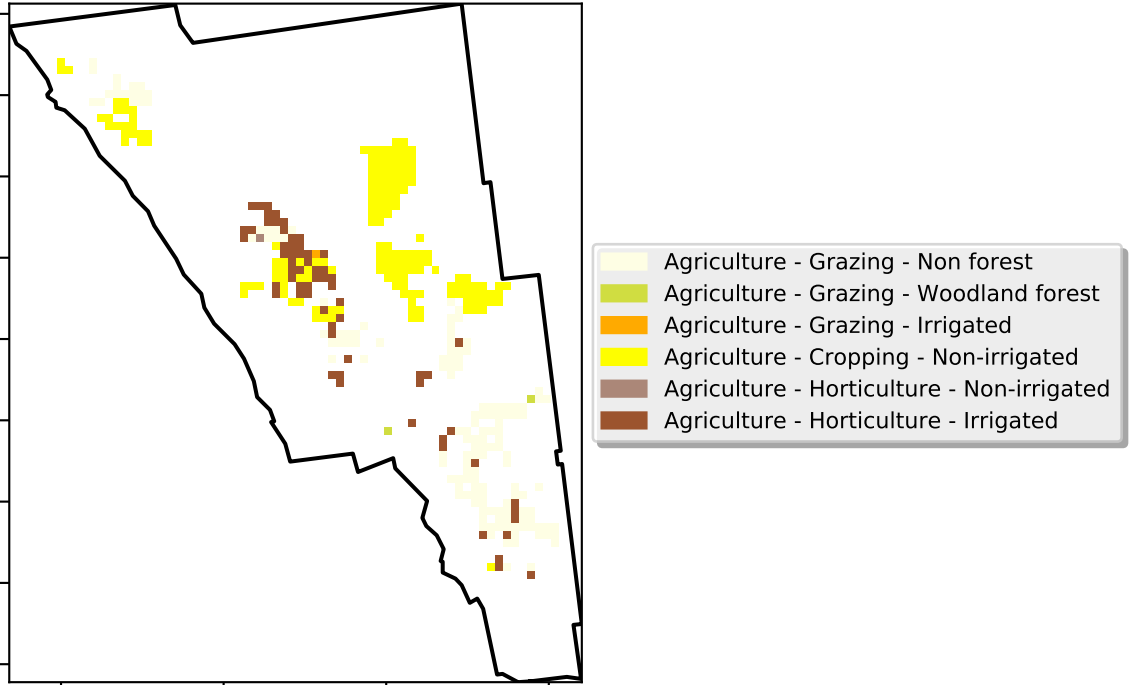 Agriculture - Grazing - Non forest
Agriculture - Grazing - Woodland forest
Agriculture - Grazing - Irrigated
Agriculture - Cropping - Non-irrigated
Agriculture - Horticulture - Non-irrigated
Agriculture - Horticulture - Irrigated